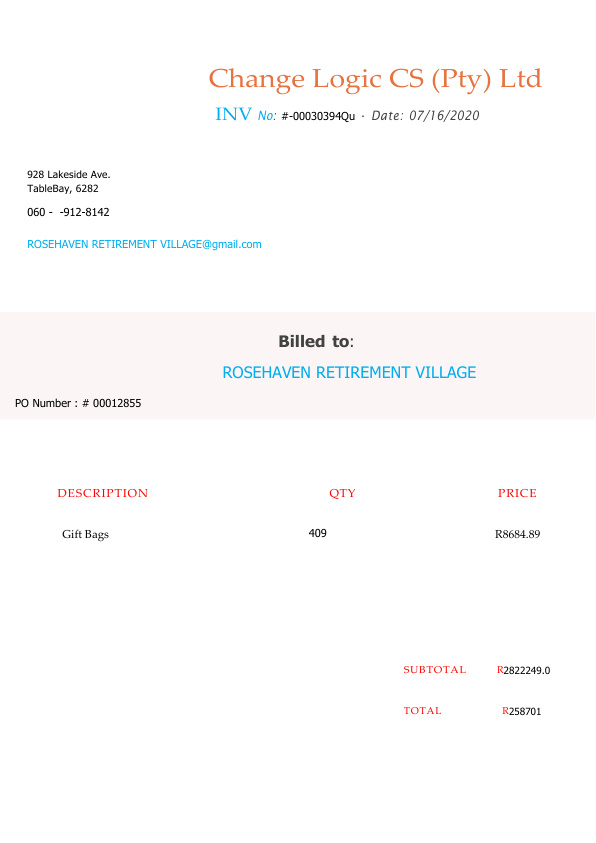 Change Logic CS (Pty) Ltd
INV No: #-00030394Qu · Date: 07/16/2020
928 Lakeside Ave.
TableBay, 6282
060 -  -912-8142
ROSEHAVEN RETIREMENT VILLAGE@gmail.com
Billed to:
ROSEHAVEN RETIREMENT VILLAGE
PO Number : # 00012855
DESCRIPTION QTY PRICE
Gift Bags 409 R8684.89
SUBTOTAL R2822249.0
TOTAL R258701